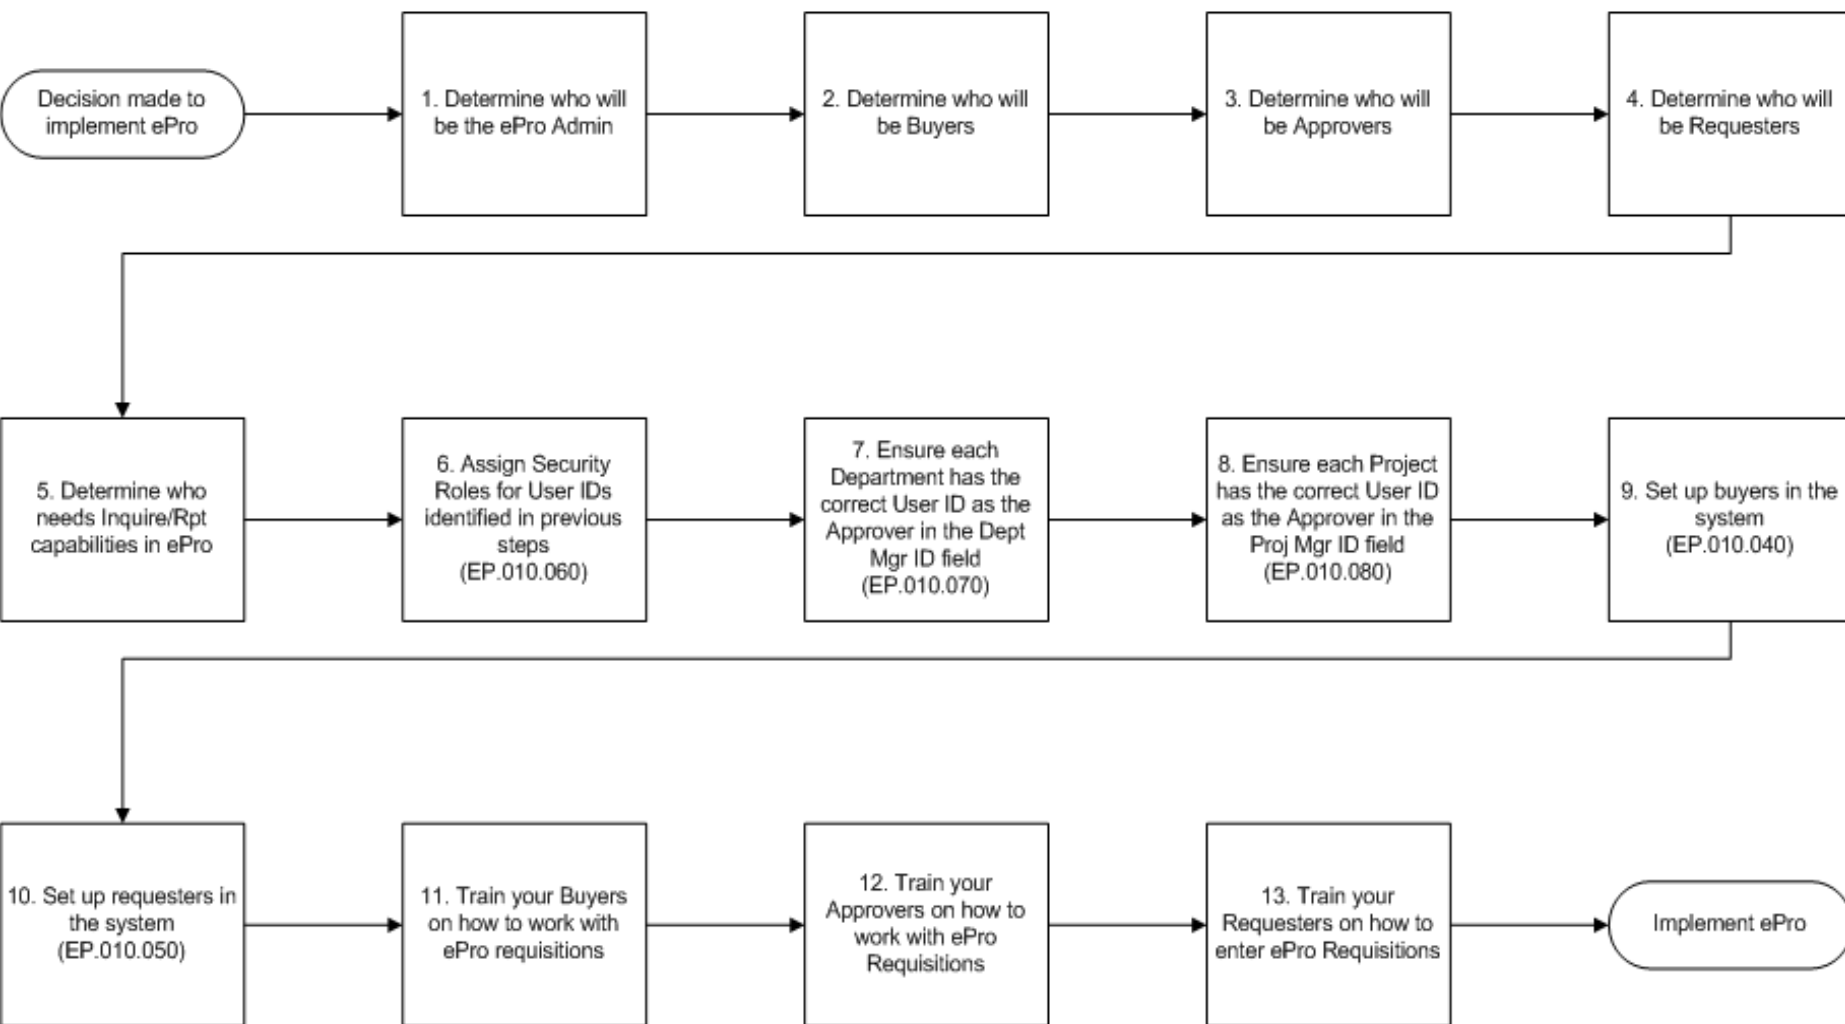 Decision made to
implement ePro
1. Determine who will
be the ePro Admin
2. Determine who will
be Buyers
3. Determine who will
be Approvers
4. Determine who will
be Requesters
5. Determine who
needs Inquire/Rpt
capabilities in ePro
6. Assign Security
Roles for User IDs
identified in previous
steps
(EP.010.060)
7. Ensure each
Department has the
correct User ID as the
Approver in the Dept
Mgr ID field
(EP.010.070)
8. Ensure each Project
has the correct User ID
as the Approver in the
Proj Mgr ID field
(EP.010.080)
9. Set up buyers in the
system
(EP.010.040)
10. Set up requesters in
the system
(EP.010.050)
11. Train your Buyers
on how to work with
ePro requisitions
12. Train your
Approvers on how to
work with ePro
Requisitions
13. Train your
Requesters on how to
enter ePro Requisitions
Implement ePro